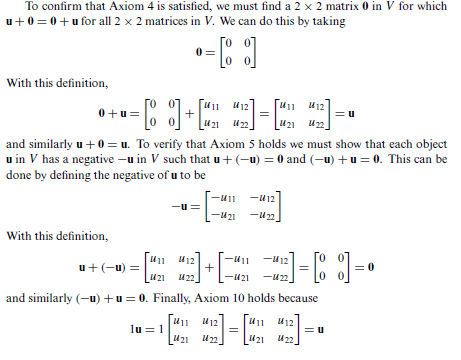 To confirm that Axiom 4 is satisfied, we must find a 2 × 2 matrix 0 in V for which
u + 0 = 0 + u for all 2 × 2 matrices in V. We can do this by taking
0 = [0 0; 0 0]
With this definition,
0 + u = [0 0; 0 0] + [u₁₁ u₁₂; u₂₁ u₂₂] = [u₁₁ u₁₂; u₂₁ u₂₂] = u
and similarly u + 0 = u. To verify that Axiom 5 holds we must show that each object
u in V has a negative −u in V such that u + (−u) = 0 and (−u) + u = 0. This can be
done by defining the negative of u to be
−u = [−u₁₁ −u₁₂; −u₂₁ −u₂₂]
With this definition,
u + (−u) = [u₁₁ u₁₂; u₂₁ u₂₂] + [−u₁₁ −u₁₂; −u₂₁ −u₂₂] = [0 0; 0 0] = 0
and similarly (−u) + u = 0. Finally, Axiom 10 holds because
1u = 1 [u₁₁ u₁₂; u₂₁ u₂₂] = [u₁₁ u₁₂; u₂₁ u₂₂] = u